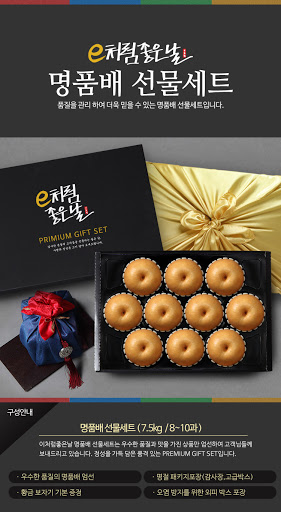 e처럼 좋은날
명품배 선물세트
품질을 관리 하여 더욱 믿을 수 있는 명품배 선물세트입니다.
e처럼
좋은날
PRIMIUM GIFT SET
구성안내
명품배 선물세트 ( 7.5kg / 8~10과 )
이처럼좋은날 명품배 선물세트는 우수한 품질과 맛을 가진 상품만 엄선하여 고객님들께
보내드리고 있습니다. 정성을 가득 담은 품격 있는 PREMIUM GIFT SET입니다.
· 우수한 품질의 명품배 엄선
· 명절 패키지포장(감사장,고급박스)
· 황금 보자기 기본 증정
· 오염 방지를 위한 외피 박스 포장